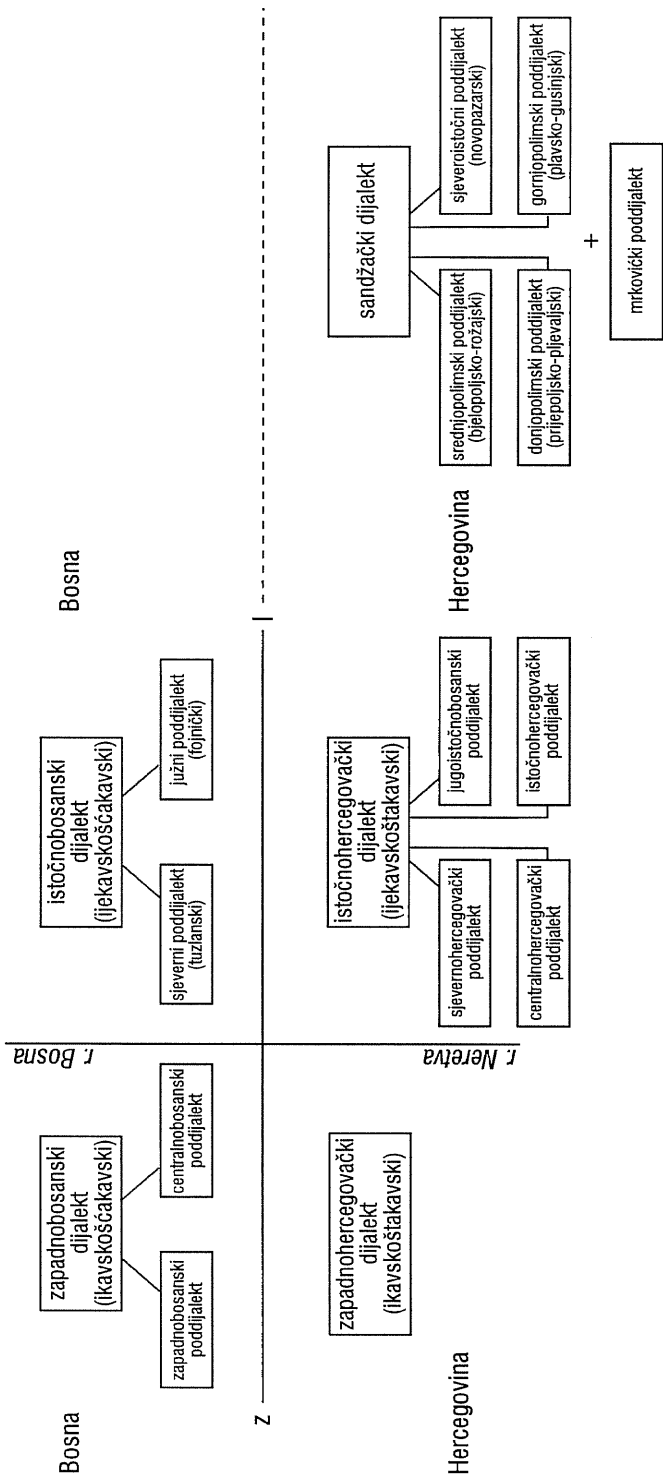 Bosna
zapadnobosanski
dijalekt
(ikavskošćakavski)
zapadnobosanski
poddijalekt
centralnobosanski
poddijalekt
r. Bosna
istočnobosanski
dijalekt
(ijekavskošćakavski)
sjeverni poddijalekt
(tuzlanski)
južni poddijalekt
(fojnički)
Bosna
Z
I
Hercegovina
zapadnohercegovački
dijalekt
(ikavskoštakavski)
r. Neretva
istočnohercegovački
dijalekt
(ijekavskoštakavski)
sjevernohercegovački
poddijalekt
jugoistočnobosanski
poddijalekt
centralnohercegovački
poddijalekt
istočnohercegovački
poddijalekt
Hercegovina
sandžački dijalekt
srednjopolimski poddijalekt
(bjelopoljsko-rožajski)
sjeveroistočni poddijalekt
(novopazarski)
donjopolimski poddijalekt
(prijepoljsko-pljevaljski)
gornjopolimski poddijalekt
(plavsko-gusinjski)
+
mrkovićki poddijalekt